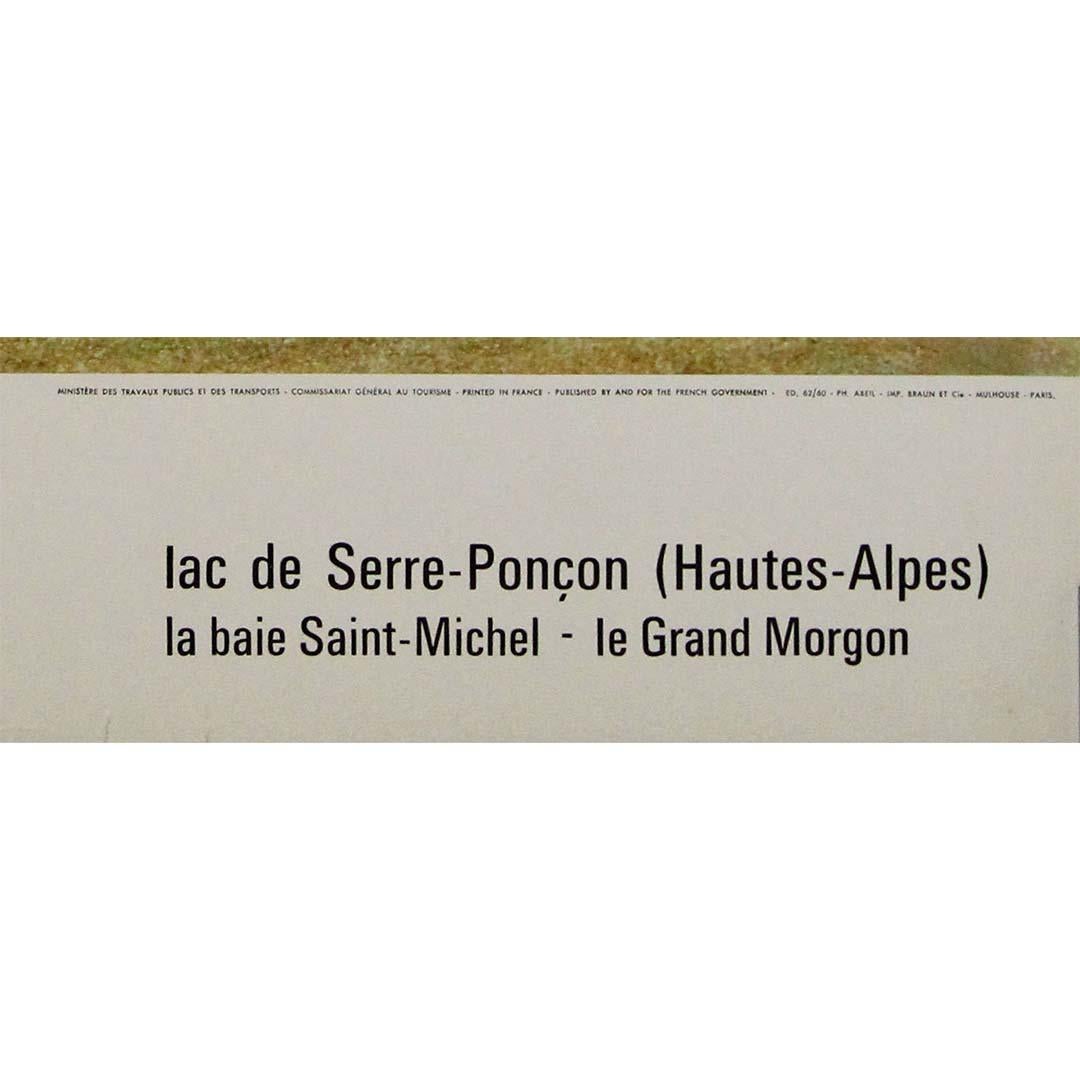 MINISTÈRE DES TRAVAUX PUBLICS ET DES TRANSPORTS - COMMISSARIAT GÉNÉRAL AU TOURISME - PRINTED IN FRANCE - PUBLISHED BY AND FOR THE FRENCH GOVERNMENT - ED. 62/60 - PH. ABEIL - IMP. BRAUN ET Cie - MULHOUSE - PARIS.
lac de Serre-Ponçon (Hautes-Alpes)
la baie Saint-Michel - le Grand Morgon